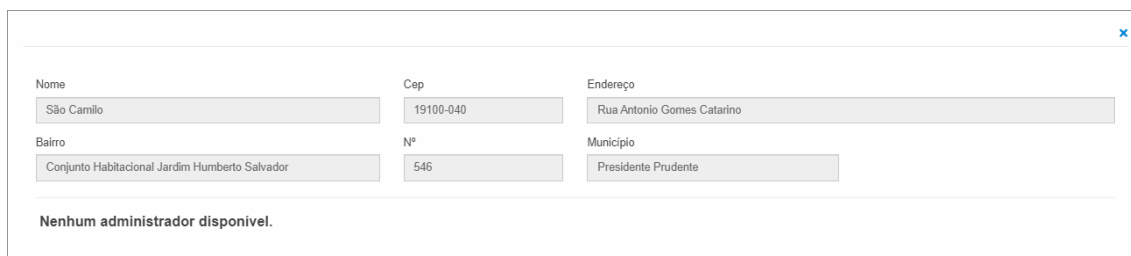 ×
Nome Cep Endereço
São Camilo 19100-040 Rua Antonio Gomes Catarino
Bairro Nº Município
Conjunto Habitacional Jardim Humberto Salvador 546 Presidente Prudente
Nenhum administrador disponível.